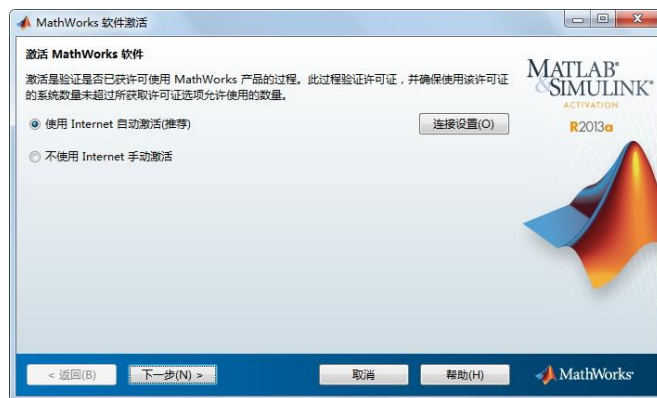 MathWorks 软件激活
激活 MathWorks 软件
激活是验证是否已获许可使用 MathWorks 产品的过程。此过程验证许可证，并确保使用该许可证
的系统数量未超过所获取许可选项允许使用的数量。
使用 Internet 自动激活(推荐)
连接设置(O)
不使用 Internet 手动激活
MATLAB®
&SIMULINK®
ACTIVATION
R2013a
< 返回(B)
下一步(N) >
取消
帮助(H)
MathWorks®